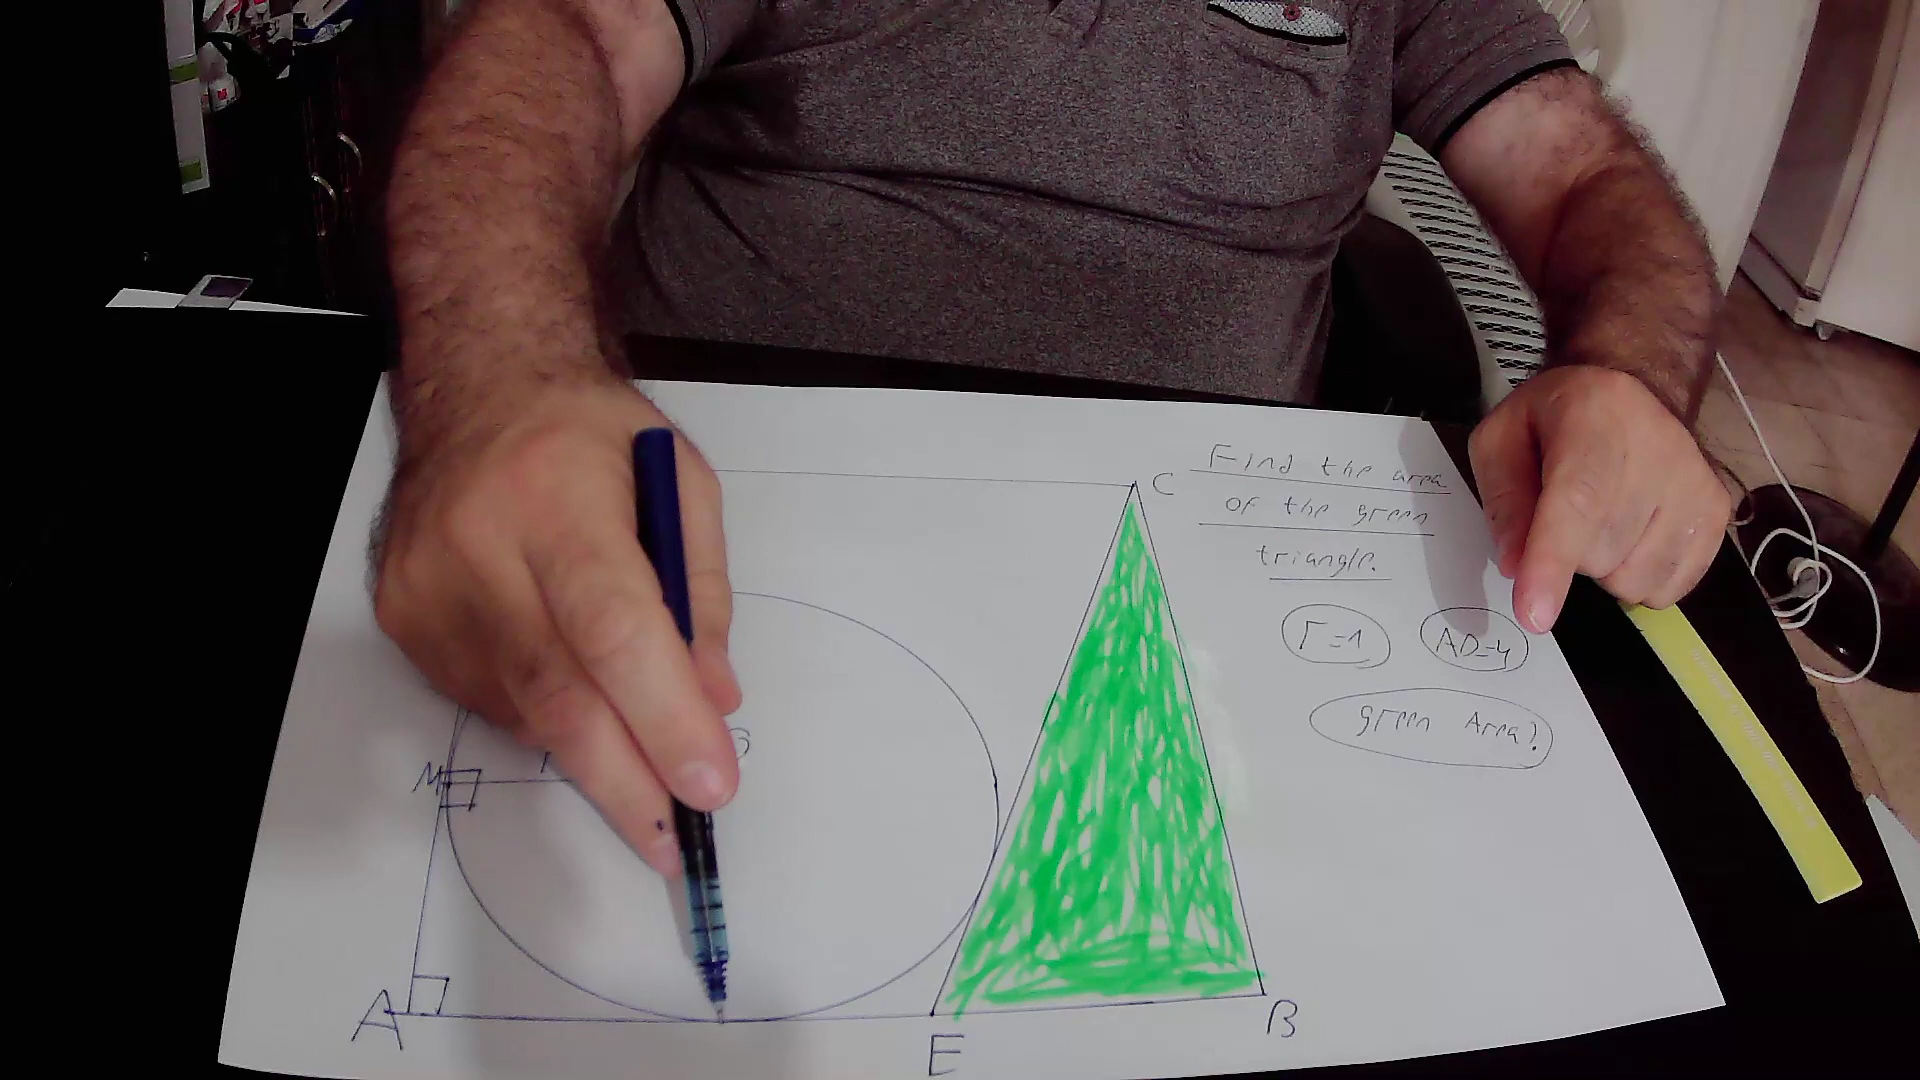 Find the area
of the green
triangle.
C
r=1
AD=4
green Area?
M
r
A
E
B